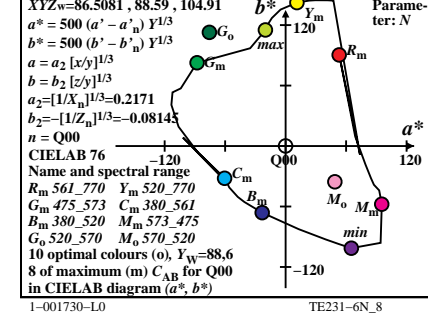 XYZw=86.5081, 88.59, 104.91
a* = 500 (a' – a'n) Y1/3
b* = 500 (b' – b'n) Y1/3
a = a2 [x/y]1/3
b = b2 [z/y]1/3
a2=[1/Xn]1/3=0.2171
b2=–[1/Zn]1/3=–0.08145
n = Q00
CIELAB 76
Name and spectral range
Rm 561_770 Ym 520_770
Gm 475_573 Cm 380_561
Bm 380_520 Mm 573_475
Go 520_570 Mo 570_520
10 optimal colours (o), YW=88,6
8 of maximum (m) CAB for Q00
in CIELAB diagram (a*, b*)
b*
Parame-
ter: N
120
Ym
Go
max
Rm
Gm
a*
–120
Q00
120
Cm
Bm
Mo
Mm
min
–120
1–001730–L0
TE231–6N_8